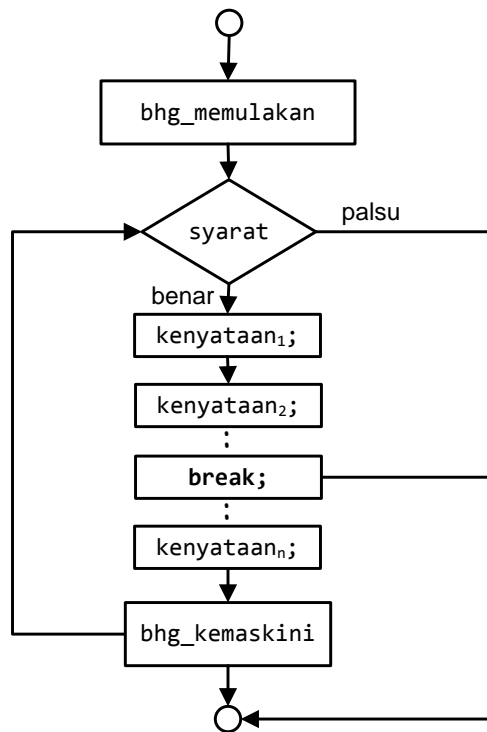 bhg_memulakan
syarat
palsu
benar
kenyataan₁;
kenyataan₂;
break;
kenyataanₙ;
bhg_kemaskini